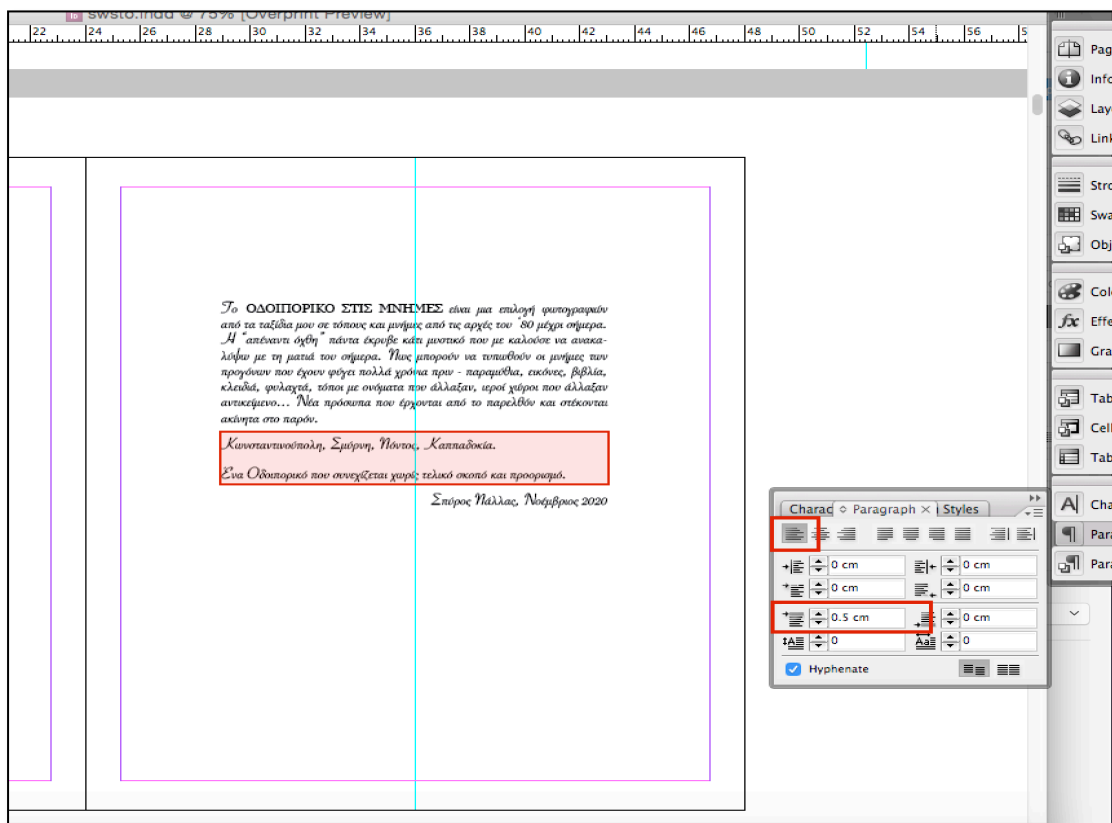 swsto.indd @ 75% [Overprint Preview]
22 24 26 28 30 32 34 36 38 40 42 44 46 48 50 52 54 56 5
Το ΟΔΟΙΠΟΡΙΚΟ ΣΤΙΣ ΜΝΗΜΕΣ είναι μια επιλογή φωτογραφιών
από τα ταξίδια μου σε τόπους και μνήμες από τις αρχές του ΄80 μέχρι σήμερα.
Η "απέναντι όχθη" πάντα έκρυβε κάτι μυστικό που με καλούσε να ανακα-
λύψω με τη ματιά του σήμερα. Πως μπορούν να τυπωθούν οι μνήμες των
προγόνων που έχουν φύγει πολλά χρόνια πριν - παραμύθια, εικόνες, βιβλία,
κλειδιά, φυλαχτά, τόποι με ονόματα που άλλαξαν, ιεροί χώροι που άλλαξαν
αντικείμενο... Νέα πρόσωπα που έρχονται από το παρελθόν και στέκονται
ακίνητα στο παρόν.
Κωνσταντινούπολη, Σμύρνη, Πόντος, Καππαδοκία.
Ενα Οδοιπορικό που συνεχίζεται χωρίς τελικό σκοπό και προορισμό.
Σπύρος Πάλλας, Νοέμβριος 2020
Charac Paragraph × Styles
0 cm 0 cm
0 cm 0 cm
0.5 cm 0 cm
0 0
Hyphenate
Pag
Info
Lay
Link
Stro
Swa
Obj
Col
Effe
Gra
Tab
Cell
Tab
Cha
Para
Para